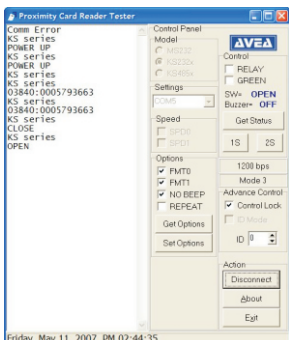 Proximity Card Reader Tester
Comm Error
KS series
POWER UP
KS series
POWER UP
KS series
KS series
03840:0005793663
KS series
03840:0005793663
KS series
CLOSE
KS series
OPEN
Control Panel
Model
MS232
KS232x
KS485x
Settings
COM5
Speed
SPD0
SPD1
Options
FMT0
FMT1
NO BEEP
REPEAT
Get Options
Set Options
AVEA
Control
RELAY
GREEN
SW= OPEN
Buzzer= OFF
Get Status
1S 2S
1200 bps
Mode 3
Advance Control
Control Lock
ID Mode
ID 0
Action
Disconnect
About
Exit
Friday, May 11, 2007, PM 02:44:35